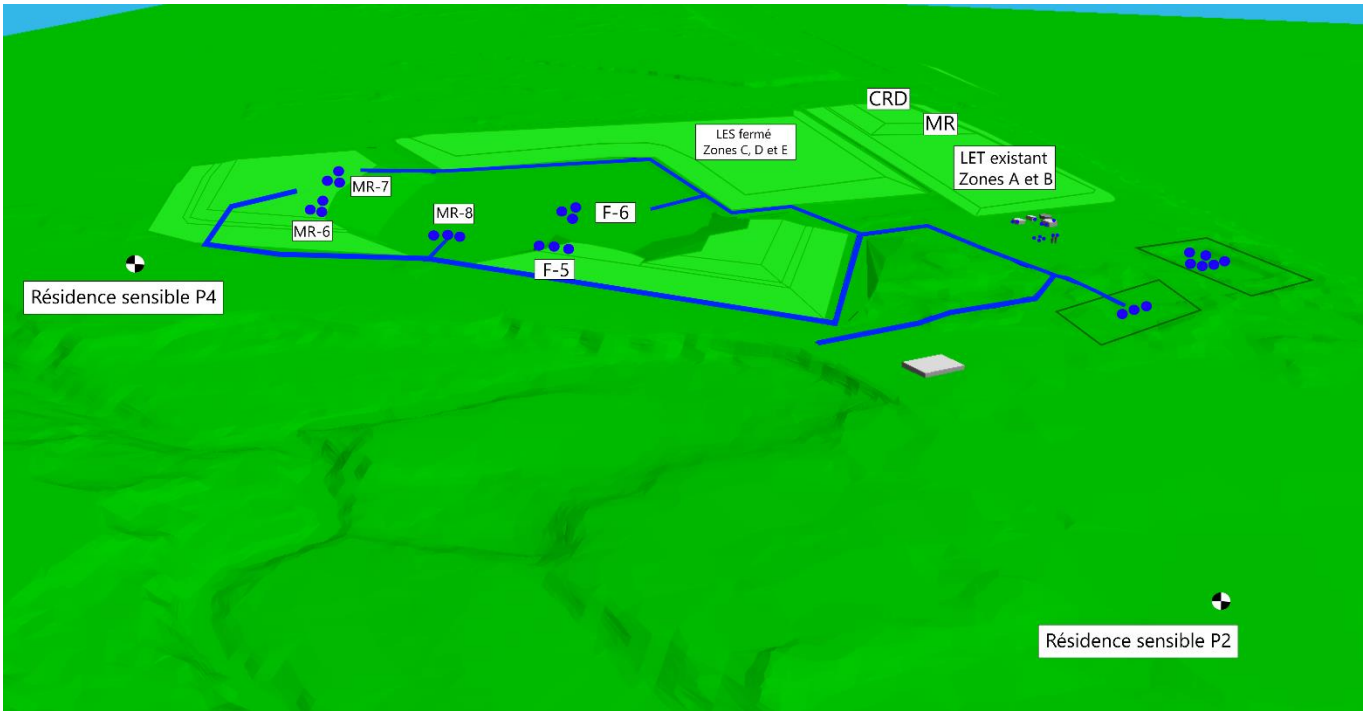 CRD
MR
LES fermé
Zones C, D et E
LET existant
Zones A et B
MR-7
MR-6
MR-8
F-6
F-5
Résidence sensible P4
Résidence sensible P2